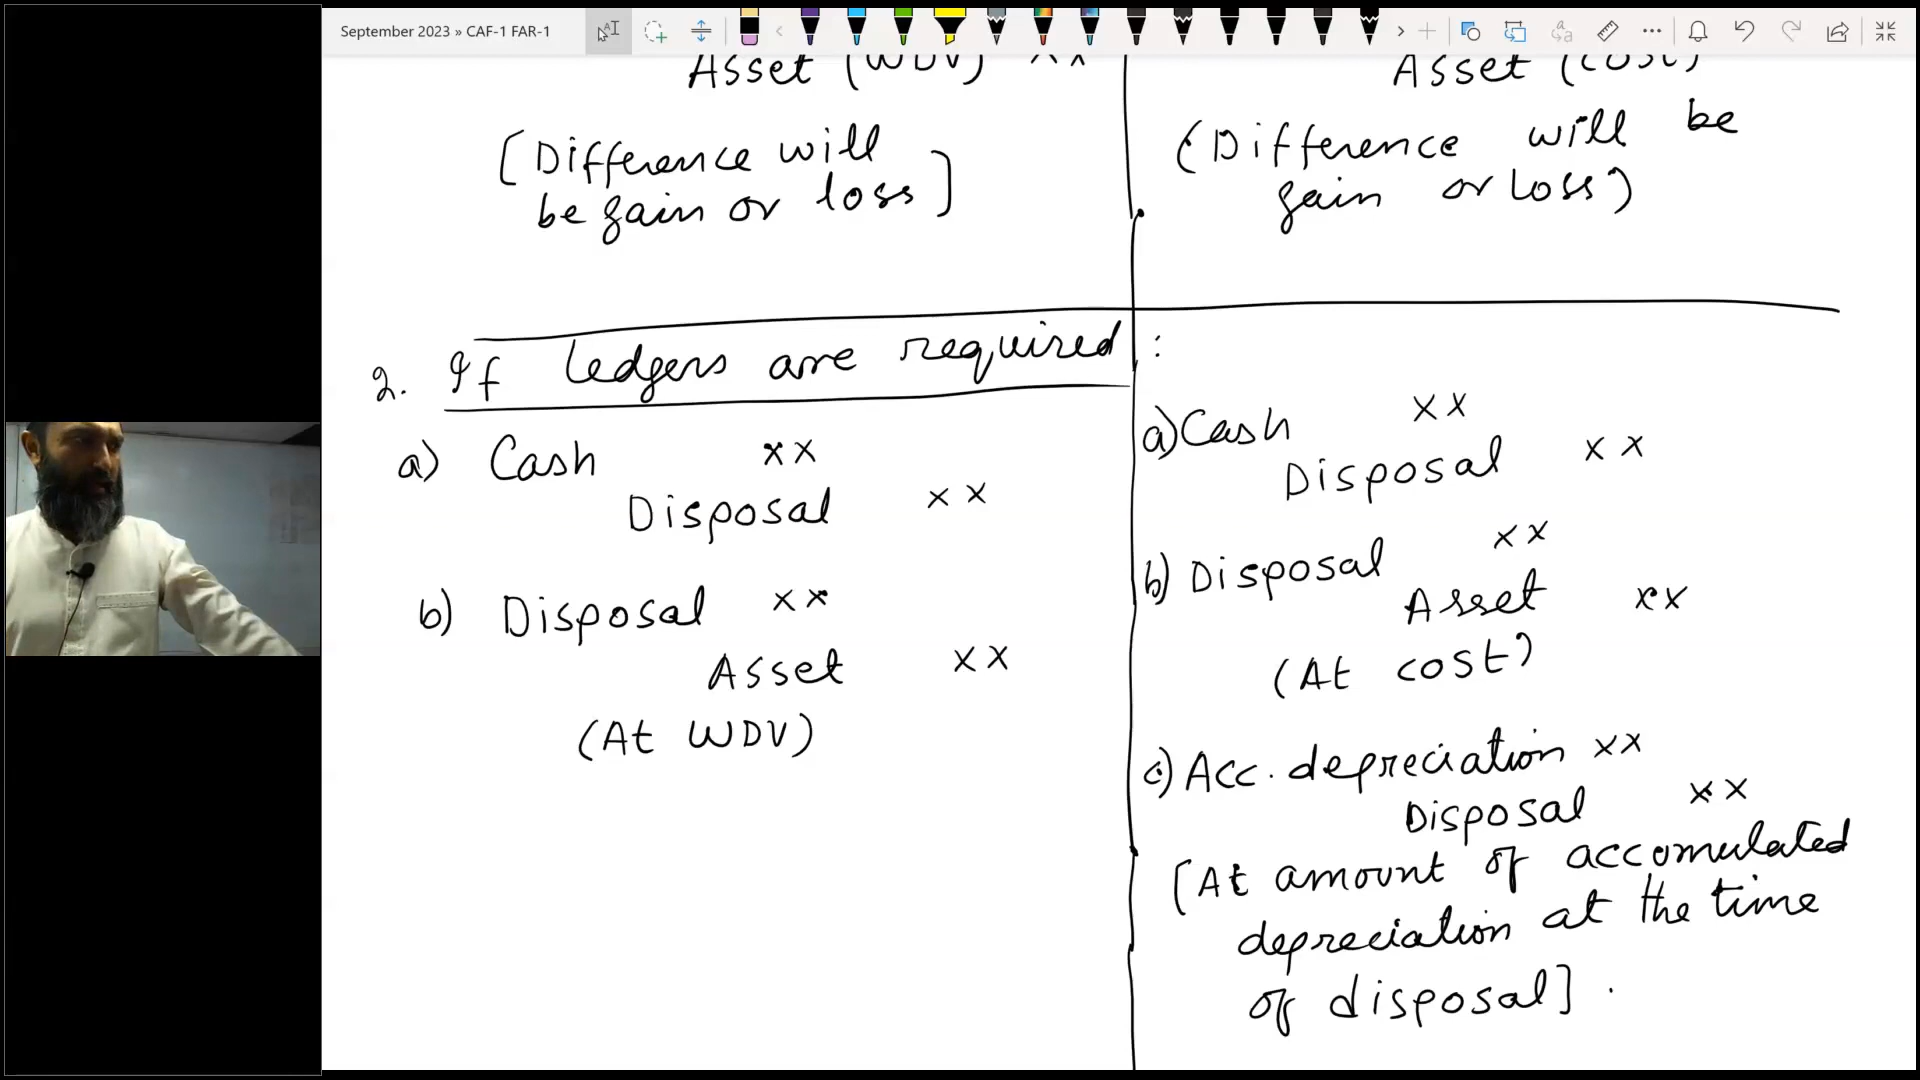 September 2023 » CAF-1 FAR-1
Asset (WDV) xx
[Difference will
be gain or loss]
Asset (cost)
(Difference will be
gain or loss)
2. If ledgers are required :
a) Cash xx
Disposal xx
b) Disposal xx
Asset xx
(At WDV)
a) Cash xx
Disposal xx
b) Disposal xx
Asset xx
(At cost)
c) Acc. depreciation xx
Disposal xx
[At amount of accomulated
depreciation at the time
of disposal] .